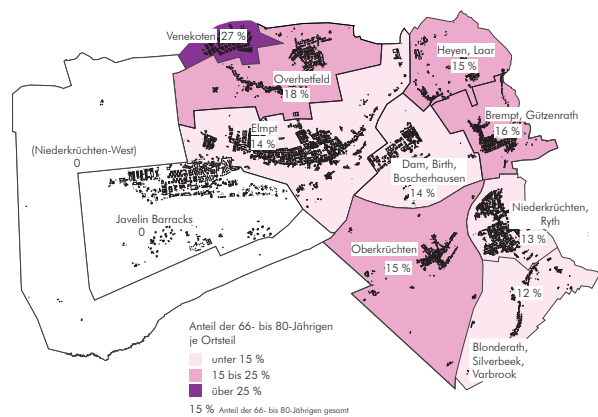 Venekoten 27 %
Heyen, Laar
15 %
Overhetfeld
18 %
Brempt, Gützenrath
16 %
Elmpt
14 %
(Niederkrüchten-West)
0
Dam, Birth,
Boscherhausen
14 %
Javelin Barracks
0
Niederkrüchten,
Ryth
13 %
Oberkrüchten
15 %
12 %
Blonderath,
Silverbeek,
Varbrook
Anteil der 66- bis 80-Jährigen
je Ortsteil
unter 15 %
15 bis 25 %
über 25 %
15 % Anteil der 66- bis 80-Jährigen gesamt